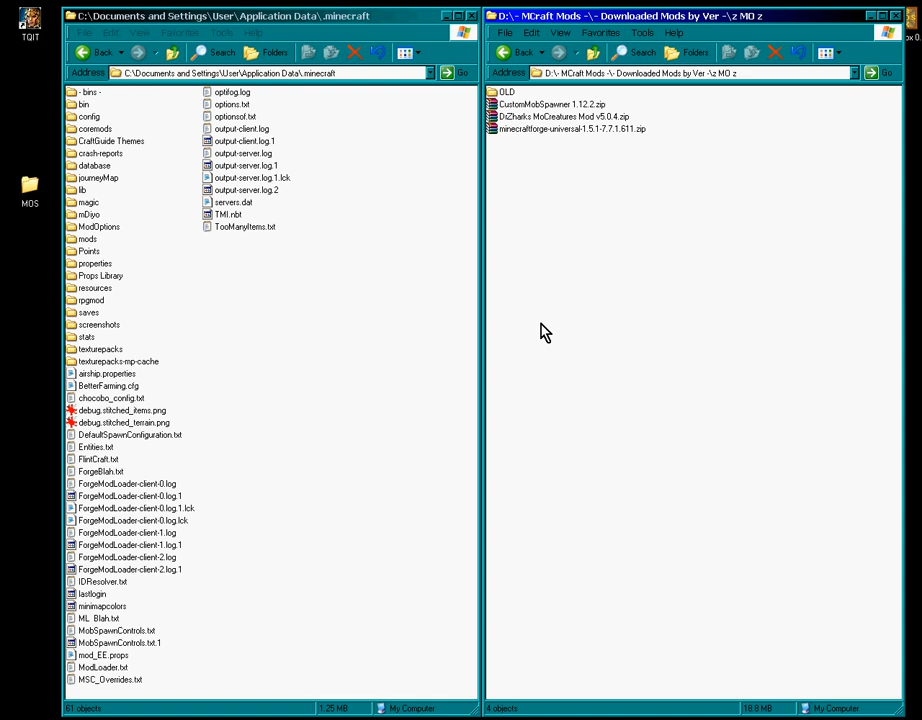 TQIT
MOS
C:\Documents and Settings\User\Application Data\.minecraft
File Edit View Favorites Tools Help
Back Search Folders
Address C:\Documents and Settings\User\Application Data\.minecraft Go
- bins -
bin
config
coremods
CraftGuide Themes
crash-reports
database
journeyMap
lib
magic
mDiyo
ModOptions
mods
Points
properties
Props Library
resources
rpgmod
saves
screenshots
stats
texturepacks
texturepacks-mp-cache
airship.properties
BetterFarming.cfg
chocobo_config.txt
debug.stitched_items.png
debug.stitched_terrain.png
DefaultSpawnConfiguration.txt
Entities.txt
FlintCraft.txt
ForgeBlah.txt
ForgeModLoader-client-0.log
ForgeModLoader-client-0.log.1
ForgeModLoader-client-0.log.1.lck
ForgeModLoader-client-0.log.lck
ForgeModLoader-client-1.log
ForgeModLoader-client-1.log.1
ForgeModLoader-client-2.log
ForgeModLoader-client-2.log.1
IDResolver.txt
lastlogin
minimapcolors
ML_Blah.txt
MobSpawnControls.txt
MobSpawnControls.txt.1
mod_EE.props
ModLoader.txt
MSC_Overrides.txt
optifog.log
options.txt
optionsof.txt
output-client.log
output-client.log.1
output-server.log
output-server.log.1
output-server.log.1.lck
output-server.log.2
servers.dat
TMI.nbt
TooManyItems.txt
61 objects 1.25 MB My Computer
D:\- MCraft Mods -\- Downloaded Mods by Ver -\z MO z
File Edit View Favorites Tools Help
Back Search Folders
Address D:\- MCraft Mods -\- Downloaded Mods by Ver -\z MO z Go
OLD
CustomMobSpawner 1.12.2.zip
DrZharks MoCreatures Mod v5.0.4.zip
minecraftforge-universal-1.5.1-7.7.1.611.zip
4 objects 18.8 MB My Computer